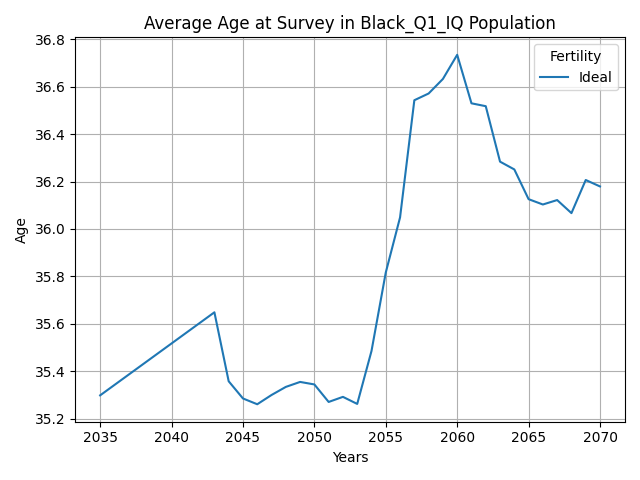 Average Age at Survey in Black_Q1_IQ Population
36.8
36.6
36.4
36.2
36.0
35.8
35.6
35.4
35.2
Age
Fertility
Ideal
2035 2040 2045 2050 2055 2060 2065 2070
Years